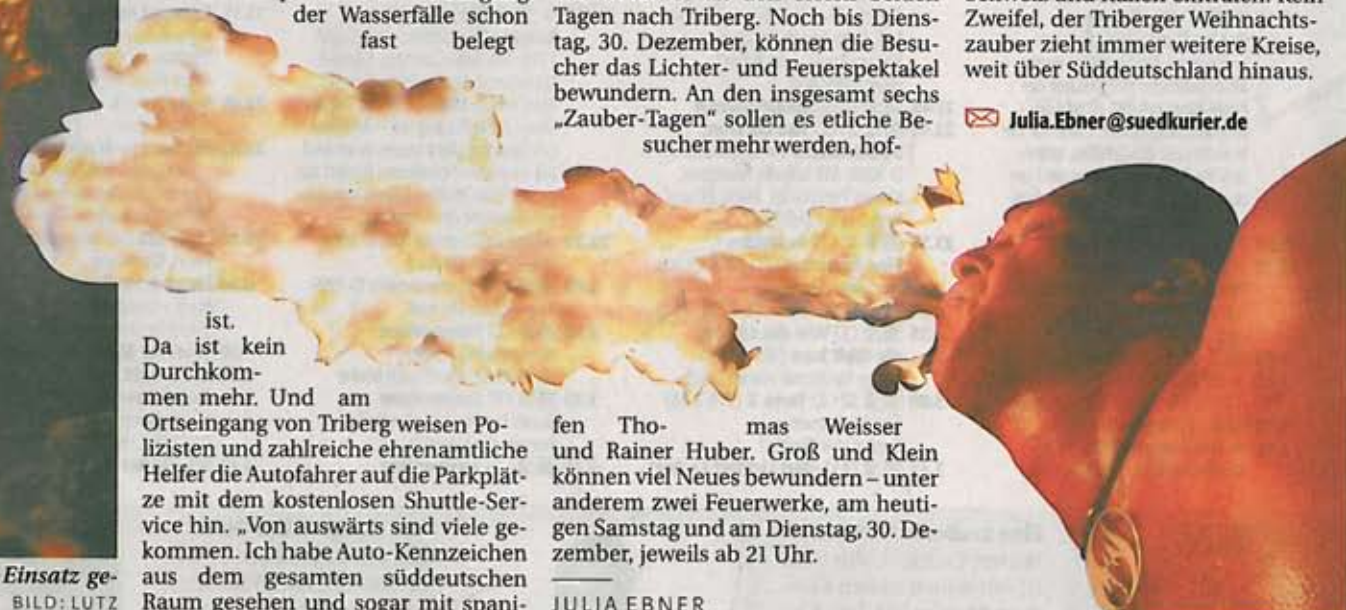 der Wasserfälle schon
fast belegt
ist.
Da ist kein
Durchkom-
men mehr. Und am
Ortseingang von Triberg weisen Po-
lizisten und zahlreiche ehrenamtliche
Helfer die Autofahrer auf die Parkplät-
ze mit dem kostenlosen Shuttle-Ser-
vice hin. „Von auswärts sind viele ge-
kommen. Ich habe Auto-Kennzeichen
aus dem gesamten süddeutschen
Raum gesehen und sogar mit spani-
Tagen nach Triberg. Noch bis Diens-
tag, 30. Dezember, können die Besu-
cher das Lichter- und Feuerspektakel
bewundern. An den insgesamt sechs
„Zauber-Tagen“ sollen es etliche Be-
sucher mehr werden, hof-
fen Tho- mas Weisser
und Rainer Huber. Groß und Klein
können viel Neues bewundern – unter
anderem zwei Feuerwerke, am heuti-
gen Samstag und am Dienstag, 30. De-
zember, jeweils ab 21 Uhr.
JULIA EBNER
Zweifel, der Triberger Weihnachts-
zauber zieht immer weitere Kreise,
weit über Süddeutschland hinaus.
Julia.Ebner@suedkurier.de
Einsatz ge-
BILD: LUTZ